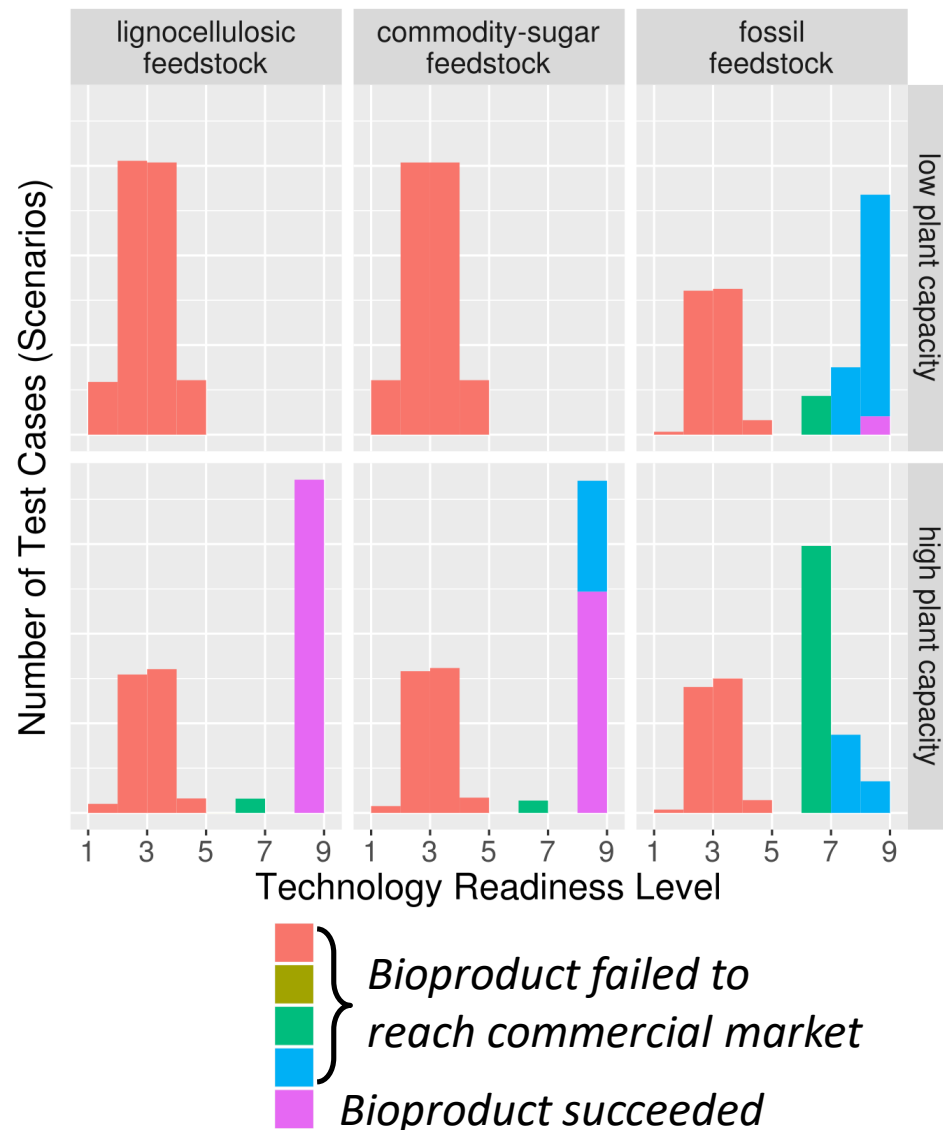 lignocellulosic
feedstock
commodity-sugar
feedstock
fossil
feedstock
low plant capacity
high plant capacity
Number of Test Cases (Scenarios)
1 3 5 7 9 1 3 5 7 9 1 3 5 7 9
Technology Readiness Level
Bioproduct failed to
reach commercial market
Bioproduct succeeded